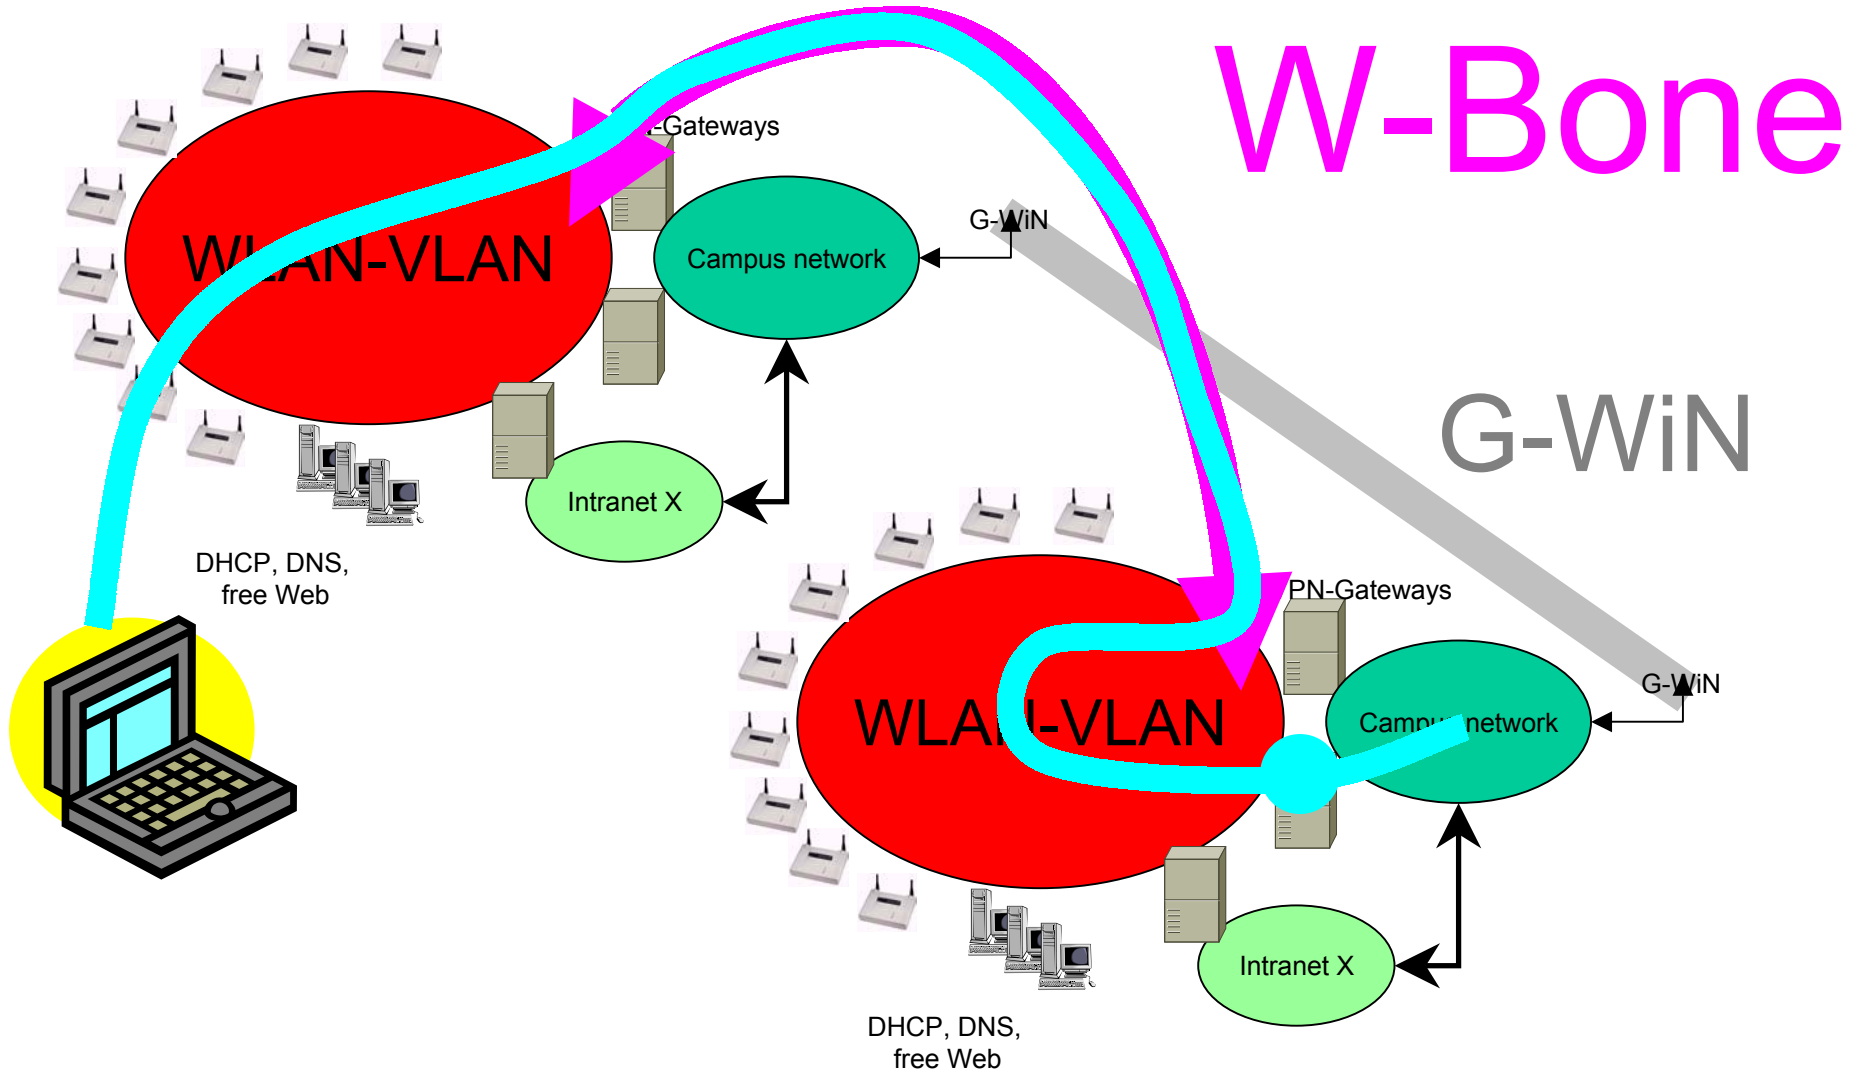 W-Bone
-Gateways
G-WiN
WLAN-VLAN
Campus network
G-WiN
Intranet X
DHCP, DNS,
free Web
PN-Gateways
G-WiN
WLAN-VLAN
Campus network
Intranet X
DHCP, DNS,
free Web